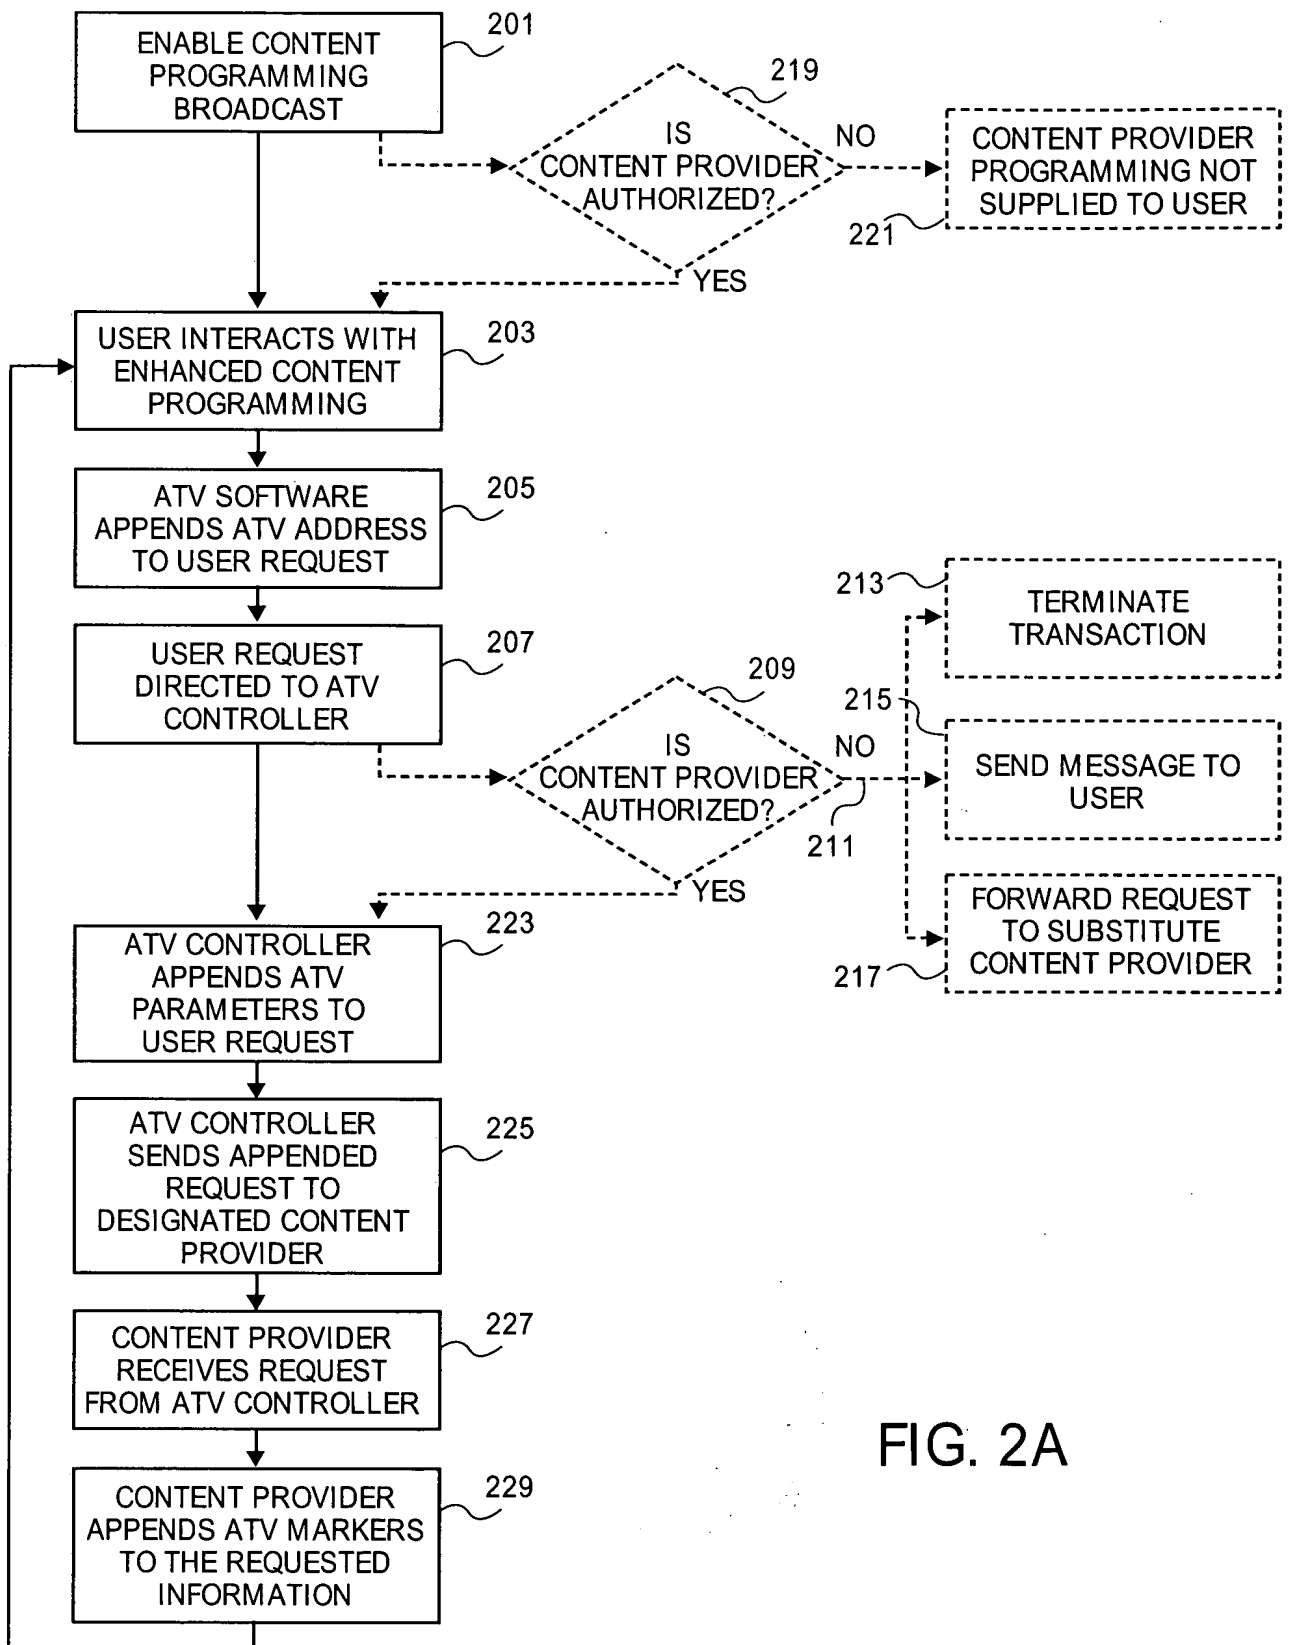 201
ENABLE CONTENT
PROGRAMMING
BROADCAST
219
IS
CONTENT PROVIDER
AUTHORIZED?
NO
CONTENT PROVIDER
PROGRAMMING NOT
SUPPLIED TO USER
221
YES
203
USER INTERACTS WITH
ENHANCED CONTENT
PROGRAMMING
205
ATV SOFTWARE
APPENDS ATV ADDRESS
TO USER REQUEST
207
USER REQUEST
DIRECTED TO ATV
CONTROLLER
209
IS
CONTENT PROVIDER
AUTHORIZED?
NO
211
213
TERMINATE
TRANSACTION
215
SEND MESSAGE TO
USER
FORWARD REQUEST
TO SUBSTITUTE
CONTENT PROVIDER
217
YES
223
ATV CONTROLLER
APPENDS ATV
PARAMETERS TO
USER REQUEST
225
ATV CONTROLLER
SENDS APPENDED
REQUEST TO
DESIGNATED CONTENT
PROVIDER
227
CONTENT PROVIDER
RECEIVES REQUEST
FROM ATV CONTROLLER
229
CONTENT PROVIDER
APPENDS ATV MARKERS
TO THE REQUESTED
INFORMATION
FIG. 2A